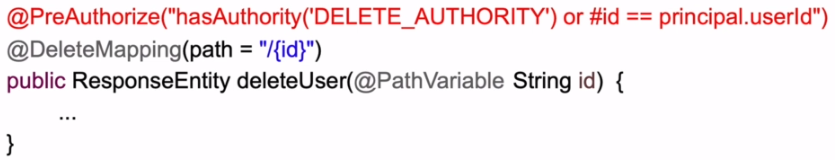 @PreAuthorize("hasAuthority('DELETE_AUTHORITY') or #id == principal.userId")
@DeleteMapping(path = "/{id}")
public ResponseEntity deleteUser(@PathVariable String id) {
...
}